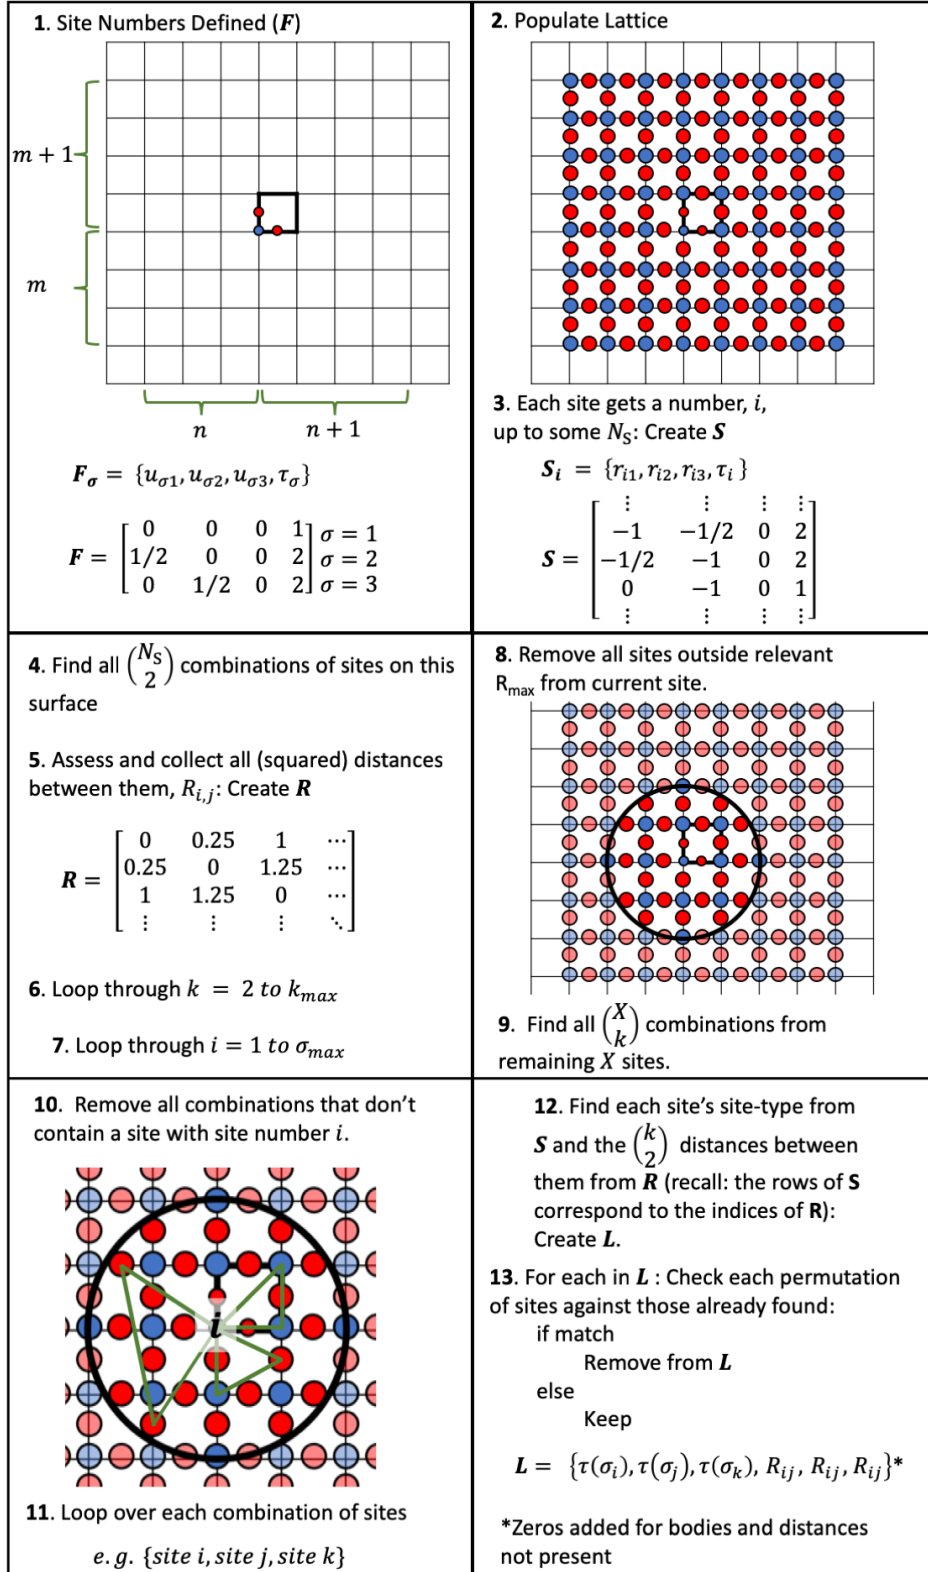 1. Site Numbers Defined (F)
m + 1
m
n
n + 1
F_σ = {u_σ1, u_σ2, u_σ3, τ_σ}
F = [ 0 0 0 1 ] σ = 1
[ 1/2 0 0 2 ] σ = 2
[ 0 1/2 0 2 ] σ = 3
2. Populate Lattice
3. Each site gets a number, i,
up to some N_S: Create S
S_i = {r_i1, r_i2, r_i3, τ_i }
⋮ ⋮ ⋮ ⋮
−1 −1/2 0 2
S = −1/2 −1 0 2
0 −1 0 1
⋮ ⋮ ⋮ ⋮
4. Find all (N_S 2) combinations of sites on this
surface
5. Assess and collect all (squared) distances
between them, R_i,j: Create R
0 0.25 1 ⋯
0.25 0 1.25 ⋯
R = 1 1.25 0 ⋯
⋮ ⋮ ⋮ ⋱
6. Loop through k = 2 to k_max
7. Loop through i = 1 to σ_max
8. Remove all sites outside relevant
R_max from current site.
9. Find all (X k) combinations from
remaining X sites.
10. Remove all combinations that don't
contain a site with site number i.
i
11. Loop over each combination of sites
e.g. {site i, site j, site k}
12. Find each site's site-type from
S and the (k 2) distances between
them from R (recall: the rows of S
correspond to the indices of R):
Create L.
13. For each in L : Check each permutation
of sites against those already found:
if match
Remove from L
else
Keep
L = {τ(σ_i), τ(σ_j), τ(σ_k), R_ij, R_ij, R_ij}*
*Zeros added for bodies and distances
not present